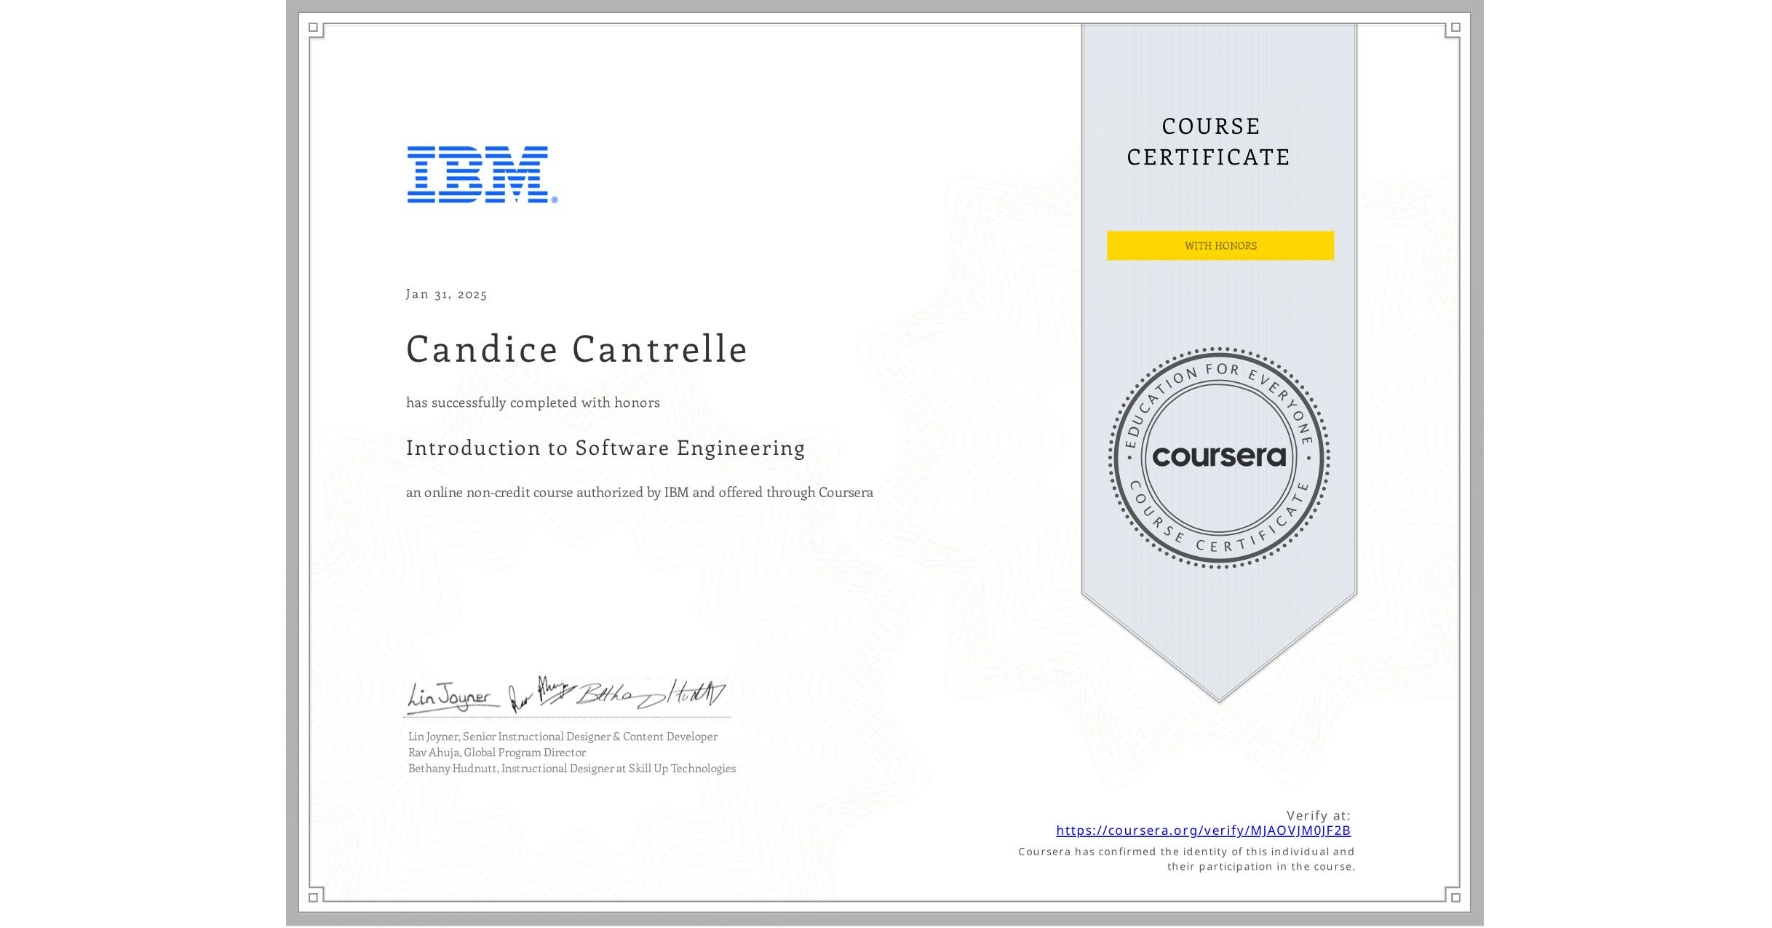 IBM®
COURSE
CERTIFICATE
WITH HONORS
Jan 31, 2025
Candice Cantrelle
has successfully completed with honors
Introduction to Software Engineering
an online non-credit course authorized by IBM and offered through Coursera
EDUCATION FOR EVERYONE
coursera
COURSE CERTIFICATE
Lin Joyner
Lin Joyner, Senior Instructional Designer & Content Developer
Rav Ahuja, Global Program Director
Bethany Hudnutt, Instructional Designer at Skill Up Technologies
Verify at:
https://coursera.org/verify/MJAOVJM0JF2B
Coursera has confirmed the identity of this individual and
their participation in the course.